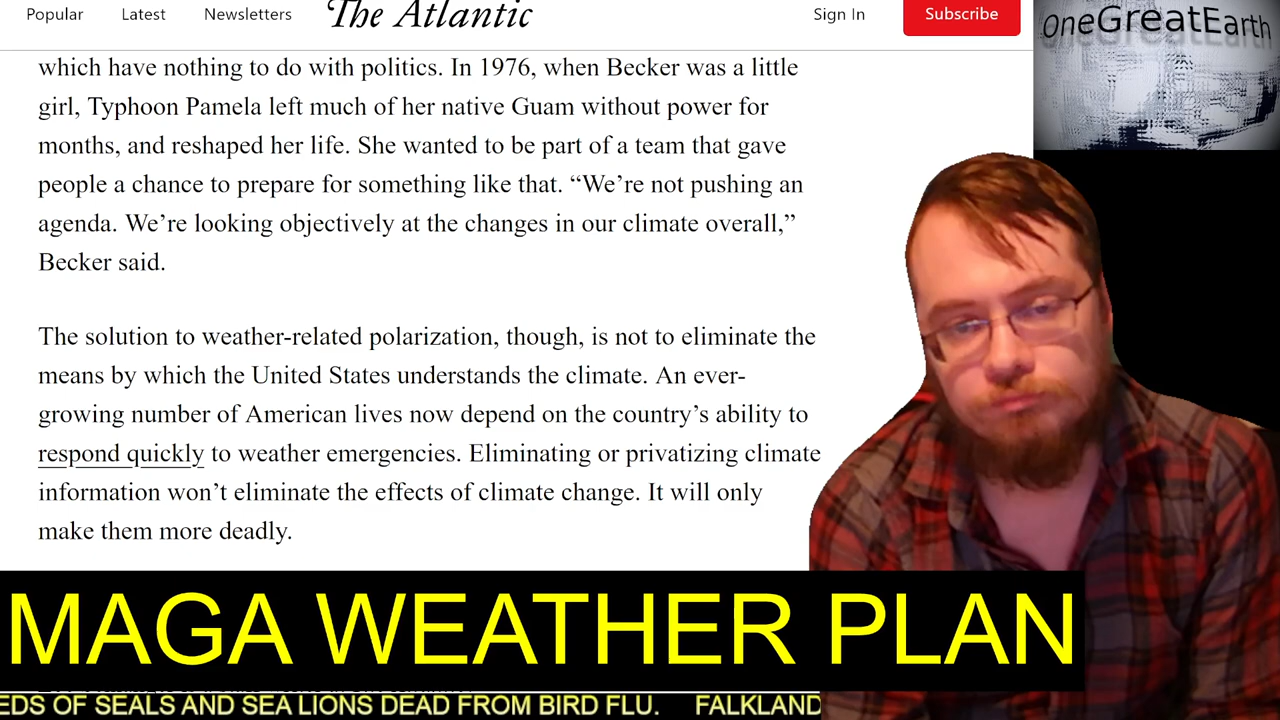 Popular Latest Newsletters The Atlantic Sign In Subscribe
OneGreatEarth
which have nothing to do with politics. In 1976, when Becker was a little
girl, Typhoon Pamela left much of her native Guam without power for
months, and reshaped her life. She wanted to be part of a team that gave
people a chance to prepare for something like that. “We’re not pushing an
agenda. We’re looking objectively at the changes in our climate overall,”
Becker said.
The solution to weather-related polarization, though, is not to eliminate the
means by which the United States understands the climate. An ever-
growing number of American lives now depend on the country’s ability to
respond quickly to weather emergencies. Eliminating or privatizing climate
information won’t eliminate the effects of climate change. It will only
make them more deadly.
MAGA WEATHER PLAN
EDS OF SEALS AND SEA LIONS DEAD FROM BIRD FLU. FALKLAND